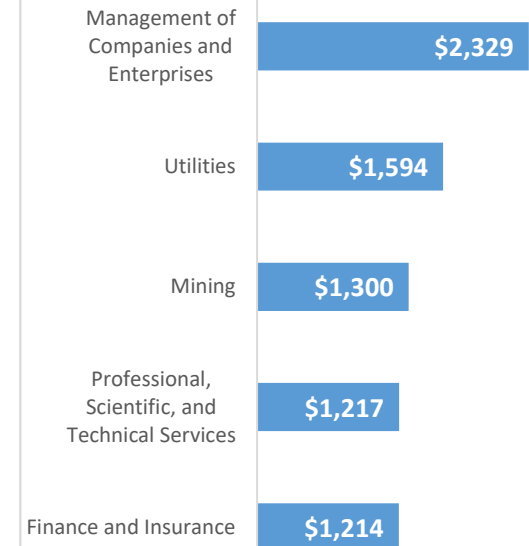 Management of
Companies and
Enterprises
$2,329
Utilities
$1,594
Mining
$1,300
Professional,
Scientific, and
Technical Services
$1,217
Finance and Insurance
$1,214